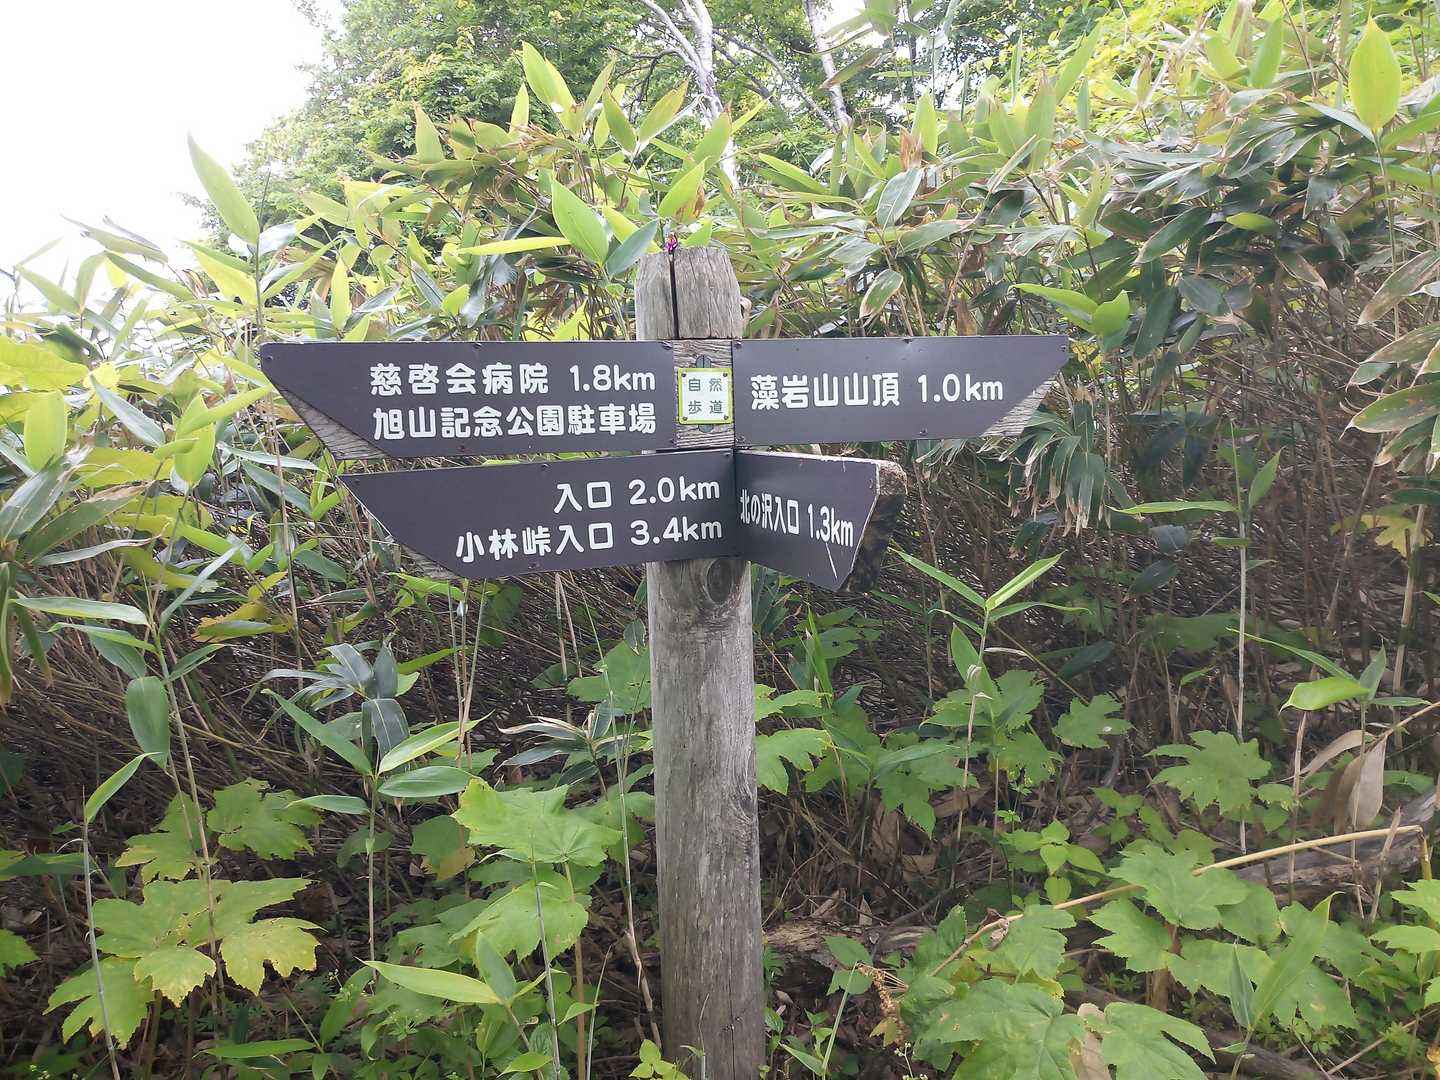 慈啓会病院 1.8km
旭山記念公園駐車場
入口 2.0km
小林峠入口 3.4km
自然
歩道
藻岩山山頂 1.0km
北の沢入口 1.3km